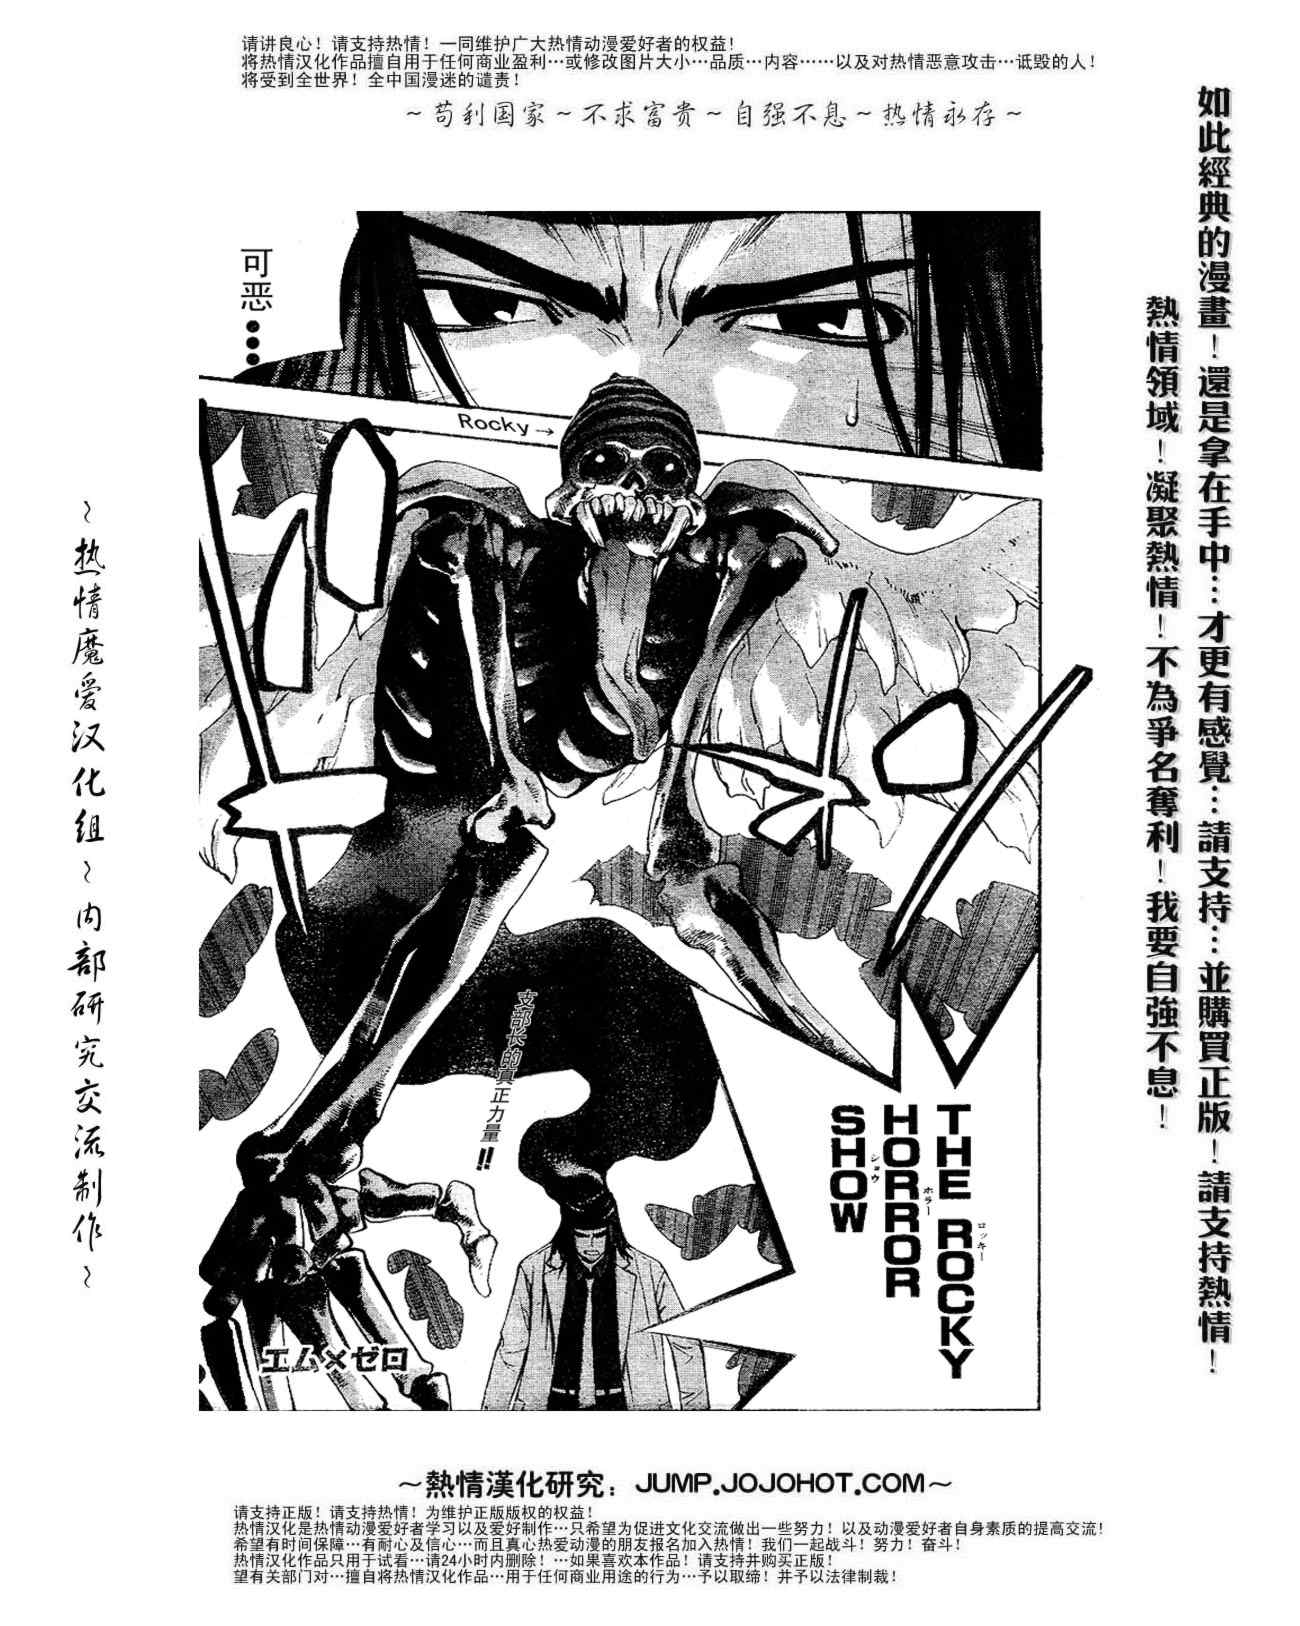 请讲良心！请支持热情！一同维护广大热情动漫爱好者的权益！
将热情汉化作品擅自用于任何商业盈利…或修改图片大小…品质…内容……以及对热情恶意攻击…诋毁的人！
将受到全世界！全中国漫迷的谴责！
～苟利国家～不求富贵～自强不息～热情永存～
如此經典的漫畫！還是拿在手中…才更有感覺…請支持…並購買正版！請支持熱情！
熱情領域！凝聚熱情！不為爭名奪利！我要自強不息！
可恶…
Rocky→
THE ROCKY
ロッキー
HORROR
ホラー
SHOW
ショウ
支部长的真正力量!!
エム×ゼロ
～热情魔爱汉化组～内部研究交流制作～
～熱情漢化研究：JUMP.JOJOHOT.COM～
请支持正版！请支持热情！为维护正版版权的权益！
热情汉化是热情动漫爱好者学习以及爱好制作…只希望为促进文化交流做出一些努力！以及动漫爱好者自身素质的提高交流！
希望有时间保障…有耐心及信心…而且真心热爱动漫的朋友报名加入热情！我们一起战斗！努力！奋斗！
热情汉化作品只用于试看…请24小时内删除！…如果喜欢本作品！请支持并购买正版！
望有关部门对…擅自将热情汉化作品…用于任何商业用途的行为…予以取缔！并予以法律制裁！